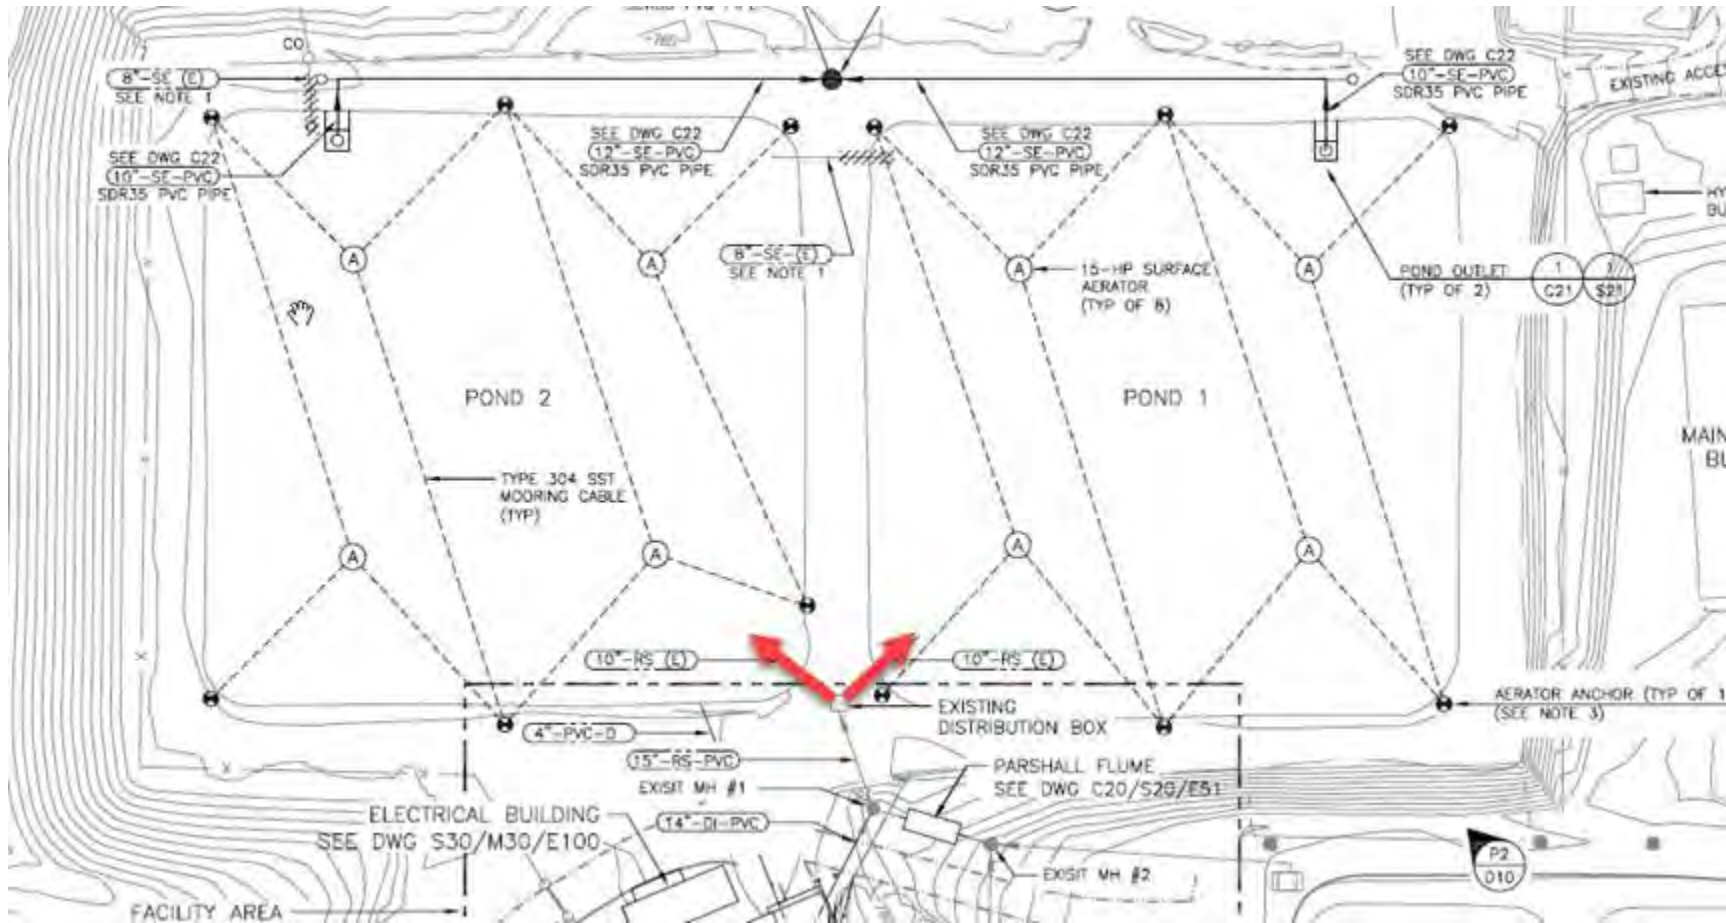 CO
8"-SE (E)
SEE NOTE 1
SEE DWG C22
10"-SE-PVC
SDR35 PVC PIPE
SEE DWG C22
12"-SE-PVC
SDR35 PVC PIPE
8"-SE-(E)
SEE NOTE 1
SEE DWG C22
12"-SE-PVC
SDR35 PVC PIPE
SEE DWG C22
10"-SE-PVC
SDR35 PVC PIPE
EXISTING
A
A
A
A
15-HP SURFACE
AERATOR
(TYP OF 8)
POND OUTLET
(TYP OF 2)
1
C21
1
S21
POND 2
POND 1
MAIN
TYPE 304 SST
MOORING CABLE
(TYP)
A
A
A
A
10"-RS (E)
10"-RS (E)
EXISTING
DISTRIBUTION BOX
AERATOR ANCHOR (TYP OF 1
(SEE NOTE 3)
4"-PVC-D
15"-RS-PVC
EXISIT MH #1
14"-DI-PVC
PARSHALL FLUME
SEE DWG C20/S20/E51
ELECTRICAL BUILDING
SEE DWG S30/M30/E100
EXISIT MH #2
P2
010
FACILITY AREA